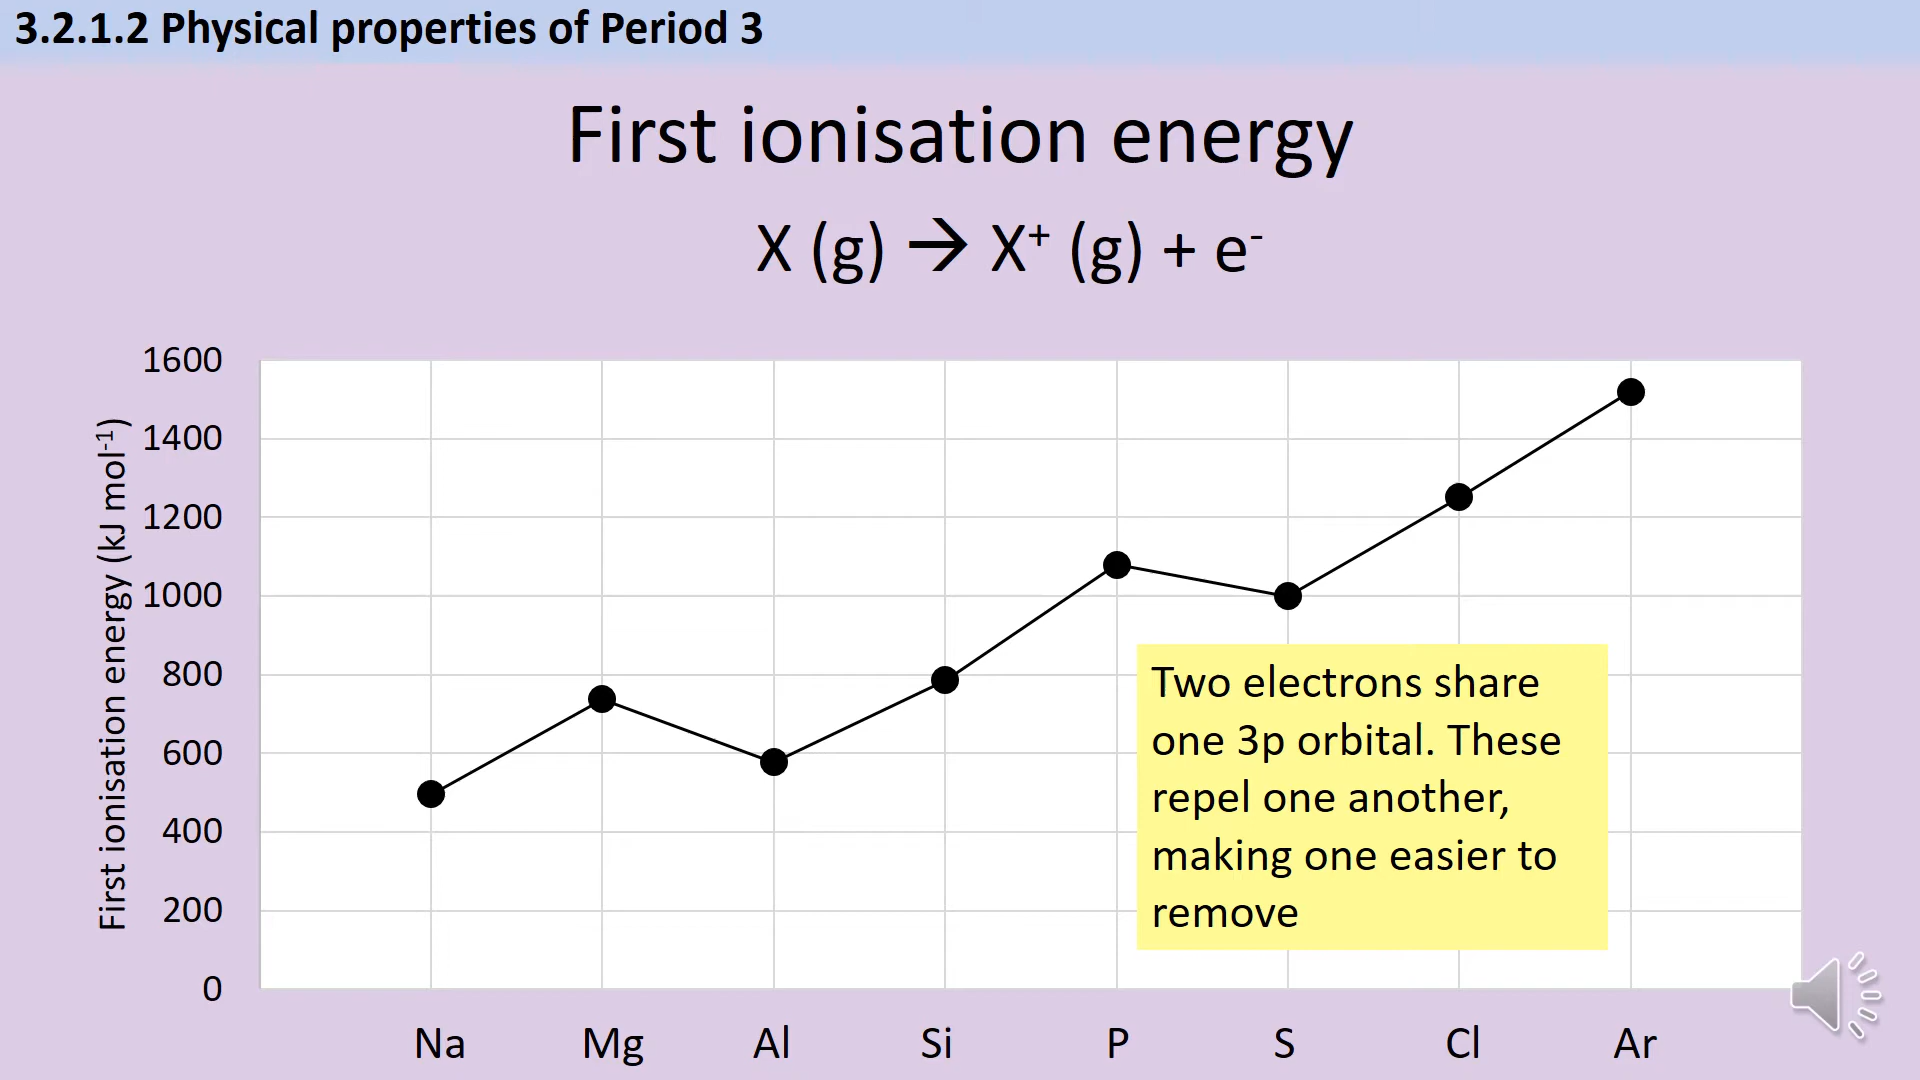 3.2.1.2 Physical properties of Period 3
First ionisation energy
X (g) → X⁺ (g) + e⁻
First ionisation energy (kJ mol⁻¹)
1600
1400
1200
1000
800
600
400
200
0
Two electrons share
one 3p orbital. These
repel one another,
making one easier to
remove
Na Mg Al Si P S Cl Ar